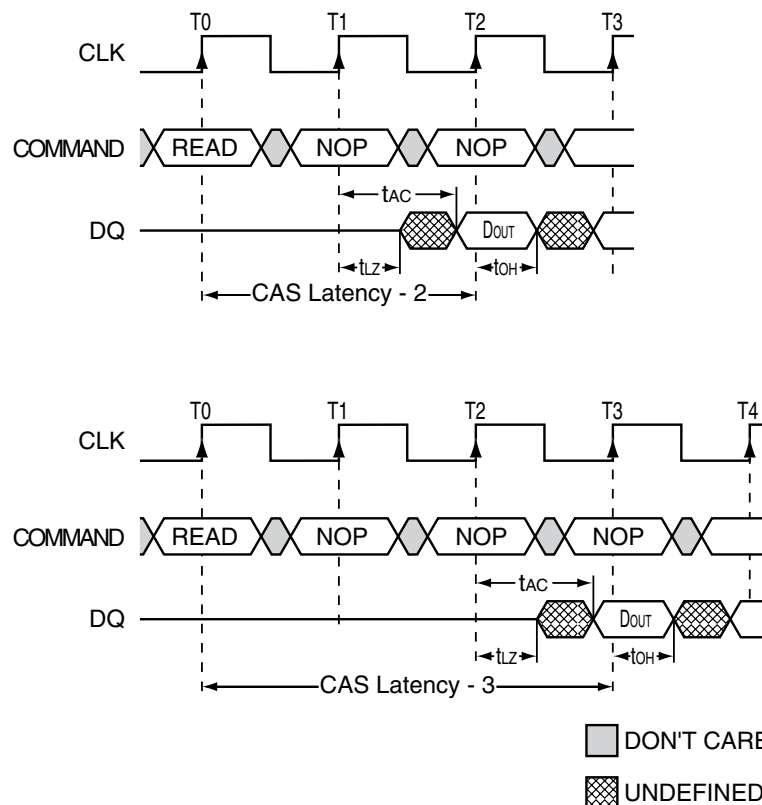 T0 T1 T2 T3
CLK
COMMAND READ NOP NOP
tAC
DQ DOUT
tLZ tOH
CAS Latency - 2
T0 T1 T2 T3 T4
CLK
COMMAND READ NOP NOP NOP
tAC
DQ DOUT
tLZ tOH
CAS Latency - 3
DON'T CARE
UNDEFINED